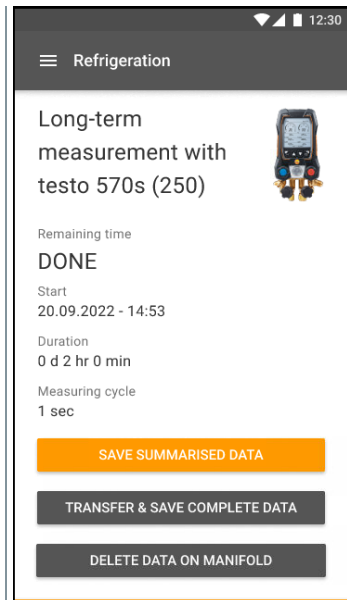 12:30
Refrigeration
Long-term
measurement with
testo 570s (250)
Remaining time
DONE
Start
20.09.2022 - 14:53
Duration
0 d 2 hr 0 min
Measuring cycle
1 sec
SAVE SUMMARISED DATA
TRANSFER & SAVE COMPLETE DATA
DELETE DATA ON MANIFOLD